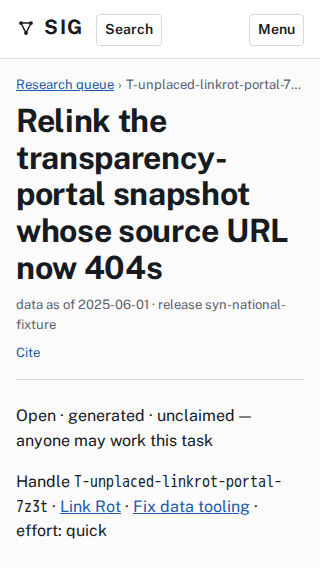 SIG Search Menu
Research queue › T-unplaced-linkrot-portal-7...
Relink the
transparency-
portal snapshot
whose source URL
now 404s
data as of 2025-06-01 · release syn-national-
fixture
Cite
Open · generated · unclaimed —
anyone may work this task
Handle T-unplaced-linkrot-portal-
7z3t · Link Rot · Fix data tooling ·
effort: quick